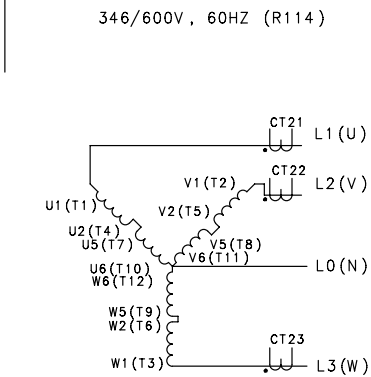 346/600V, 60HZ (R114)
CT21
L1(U)
CT22
V1(T2)
L2(V)
U1(T1)
V2(T5)
U2(T4)
U5(T7)
V5(T8)
V6(T11)
U6(T10)
L0(N)
W6(T12)
W5(T9)
W2(T6)
CT23
W1(T3)
L3(W)